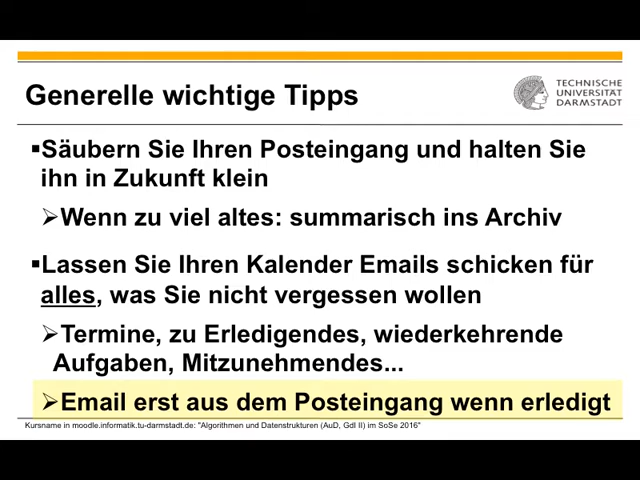 Generelle wichtige Tipps
TECHNISCHE
UNIVERSITÄT
DARMSTADT
▪Säubern Sie Ihren Posteingang und halten Sie
ihn in Zukunft klein
➢Wenn zu viel altes: summarisch ins Archiv
▪Lassen Sie Ihren Kalender Emails schicken für
alles, was Sie nicht vergessen wollen
➢Termine, zu Erledigendes, wiederkehrende
Aufgaben, Mitzunehmendes...
➢Email erst aus dem Posteingang wenn erledigt
Kursname in moodle.informatik.tu-darmstadt.de: "Algorithmen und Datenstrukturen (AuD, GdI II) im SoSe 2016"